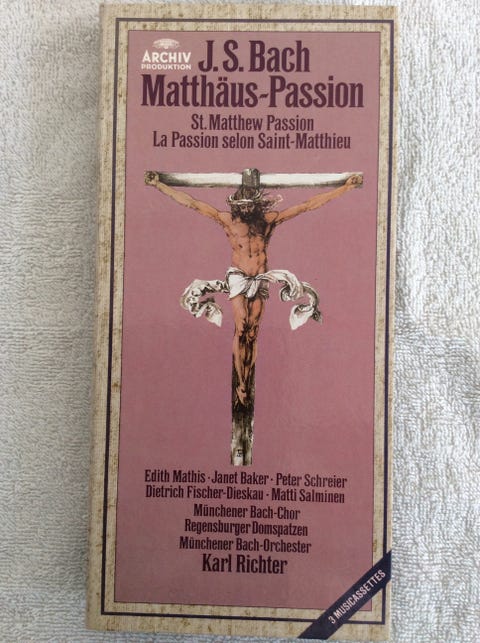 ARCHIV
PRODUKTION
J. S. Bach
Matthäus-Passion
St. Matthew Passion
La Passion selon Saint-Matthieu
Edith Mathis · Janet Baker · Peter Schreier
Dietrich Fischer-Dieskau · Matti Salminen
Münchener Bach-Chor
Regensburger Domspatzen
Münchener Bach-Orchester
Karl Richter
3 MUSICASSETTES